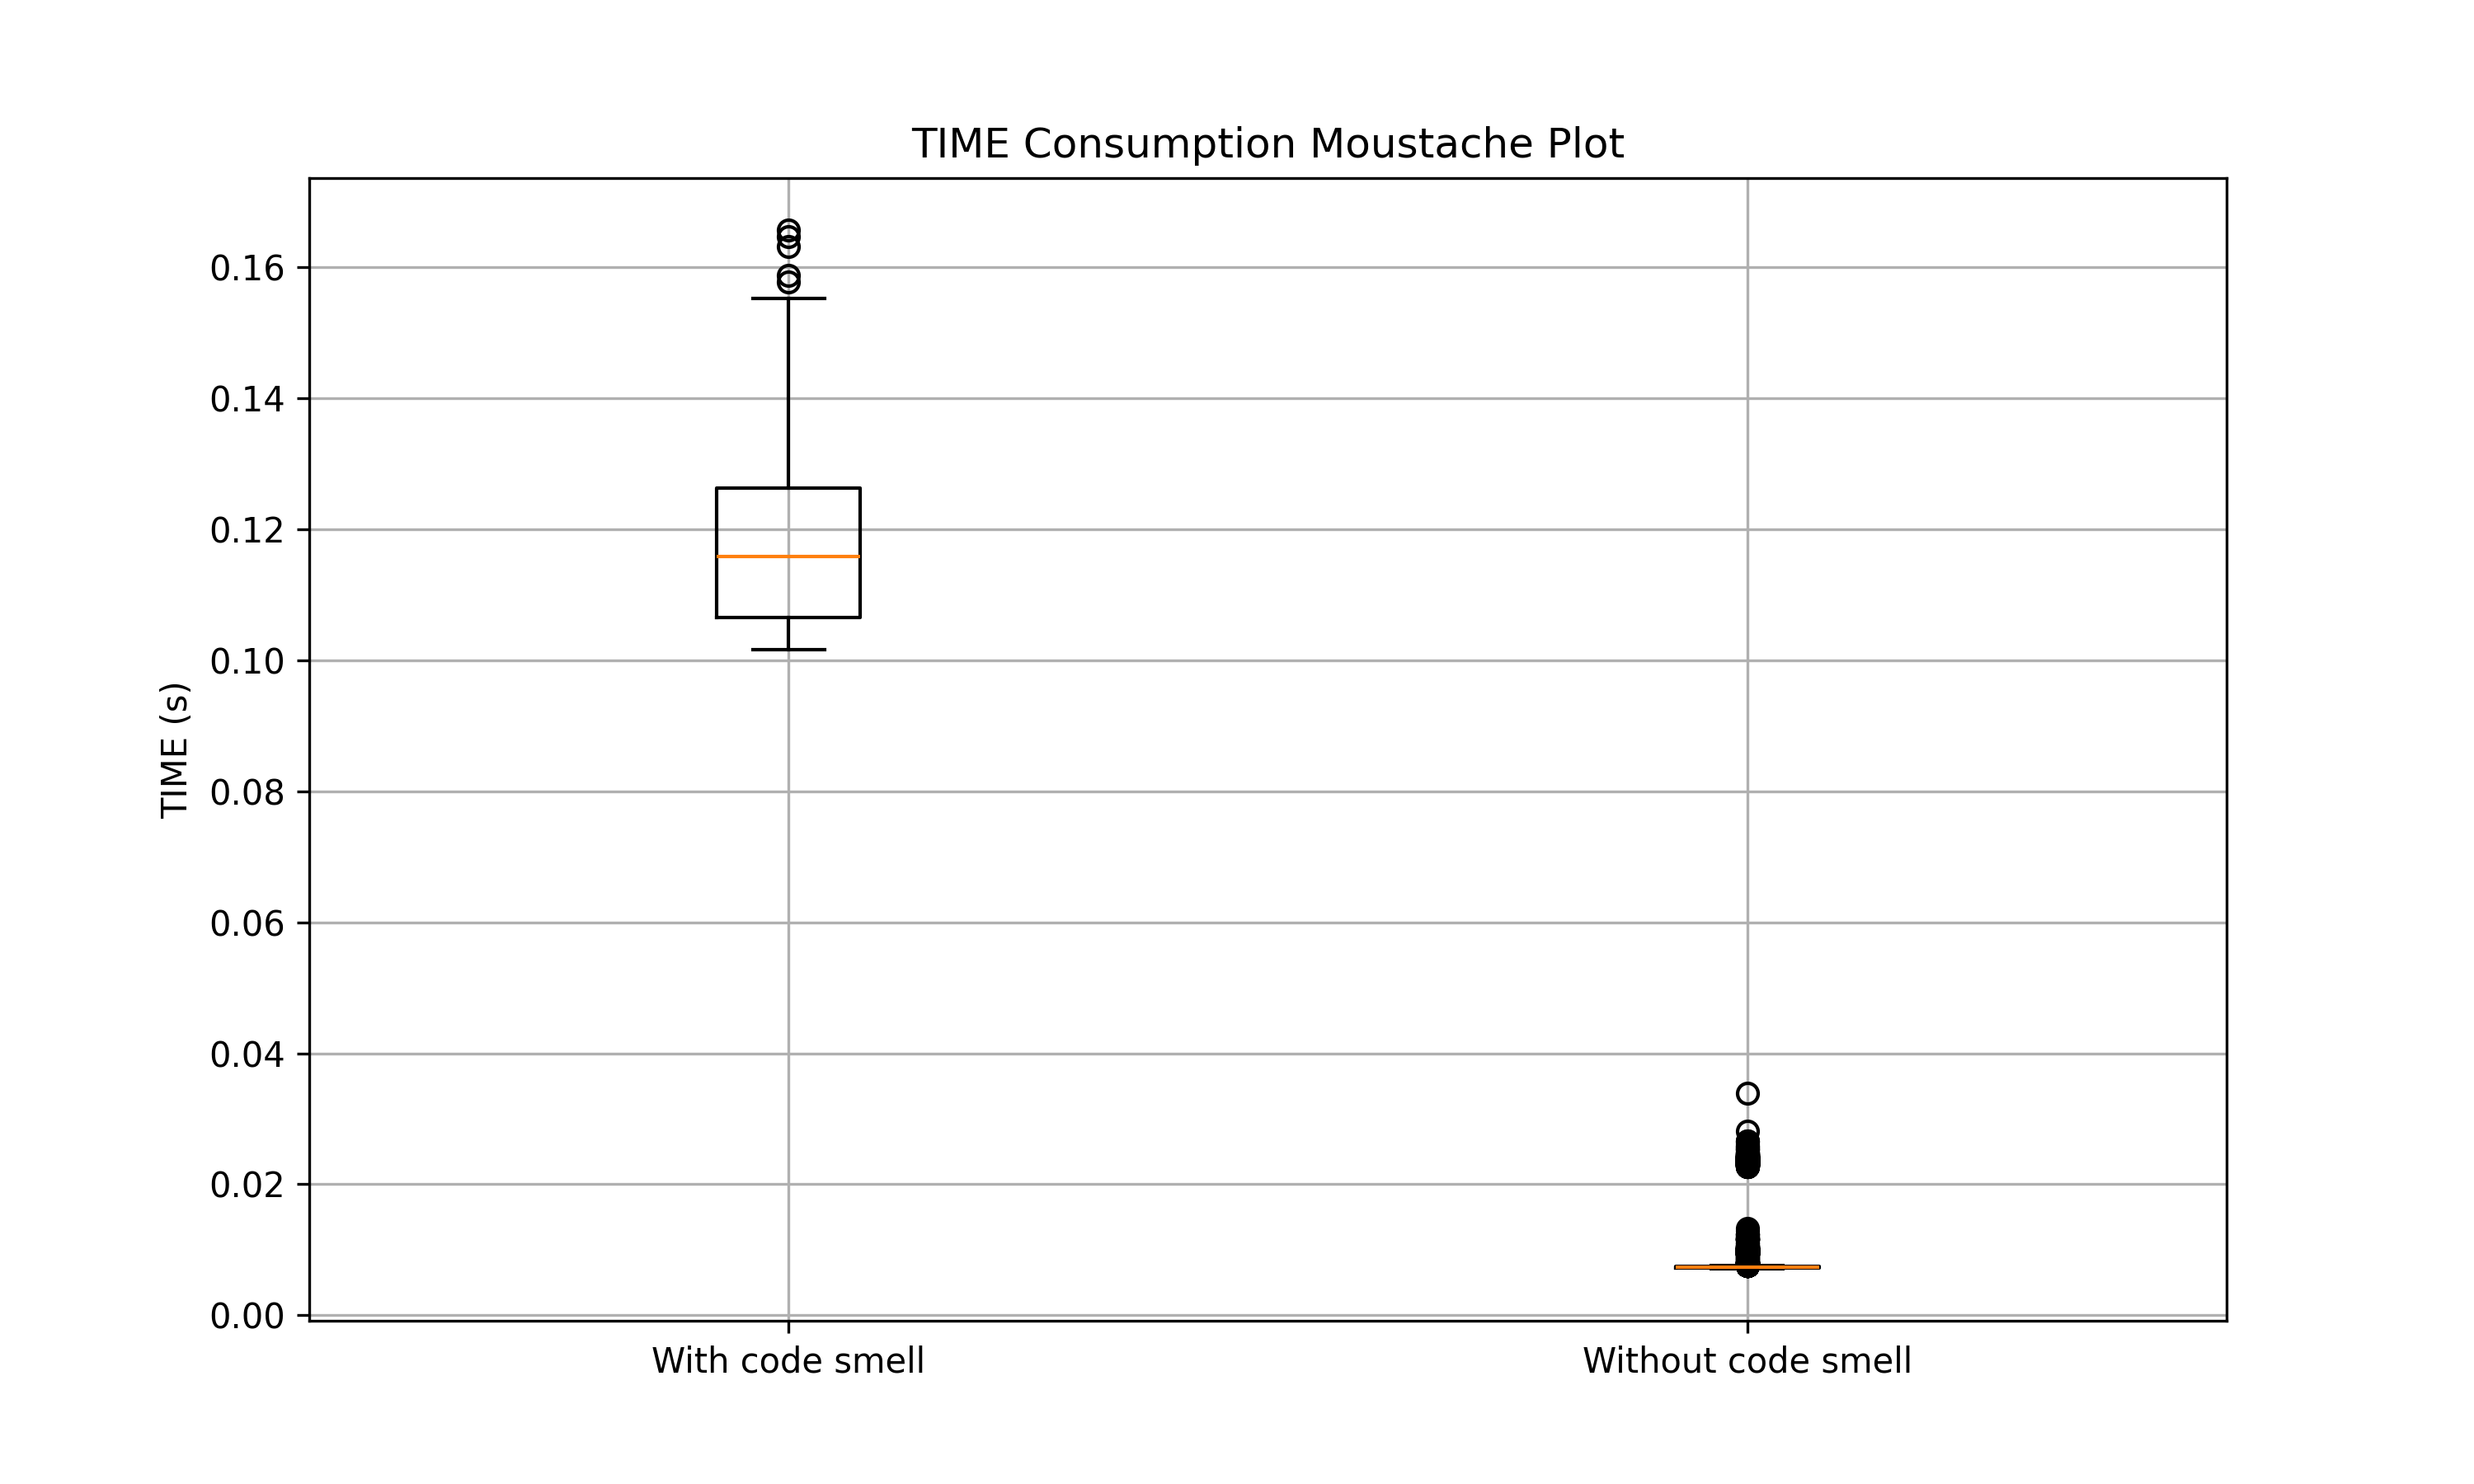 TIME Consumption Moustache Plot
TIME (s)
0.16
0.14
0.12
0.10
0.08
0.06
0.04
0.02
0.00
With code smell
Without code smell